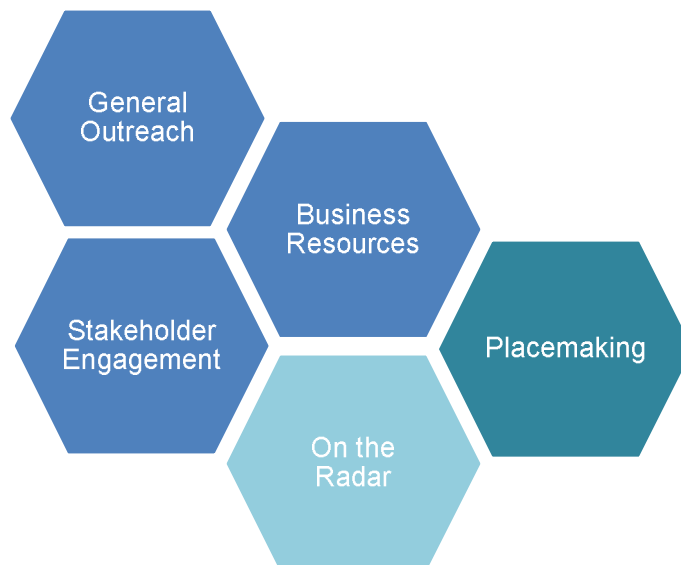 General
Outreach
Business
Resources
Stakeholder
Engagement
Placemaking
On the
Radar